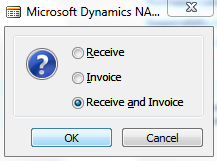 Microsoft Dynamics NA...
Receive
Invoice
Receive and Invoice
OK
Cancel